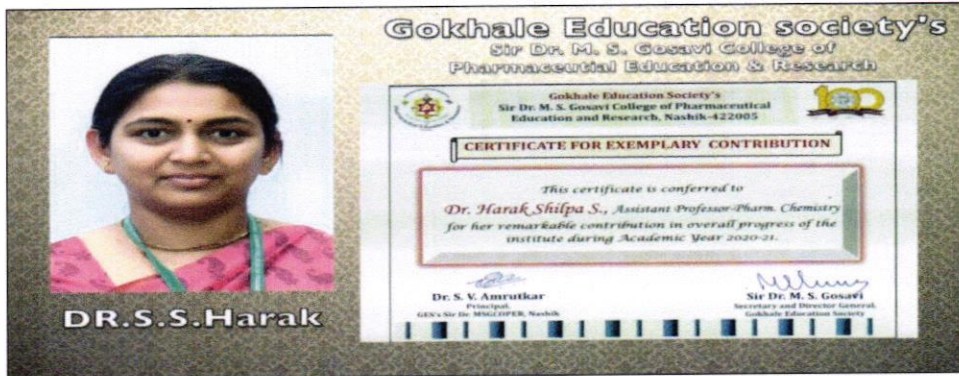 Gokhale Education society's
Sir Dr. M. S. Gosavi College of
Pharmaceutial Education & Research
Gokhale Education Society's
Sir Dr. M. S. Gosavi College of Pharmaceutical
Education and Research, Nashik-422005
100
CERTIFICATE FOR EXEMPLARY CONTRIBUTION
This certificate is conferred to
Dr. Harak Shilpa S., Assistant Professor-Pharm. Chemistry
for her remarkable contribution in overall progress of the
institute during Academic Year 2020-21.
Dr. S. V. Amrutkar
Principal,
GES's Sir Dr. MSGCOPER, Nashik
Sir Dr. M. S. Gosavi
Secretary and Director General,
Gokhale Education Society
DR.S.S.Harak